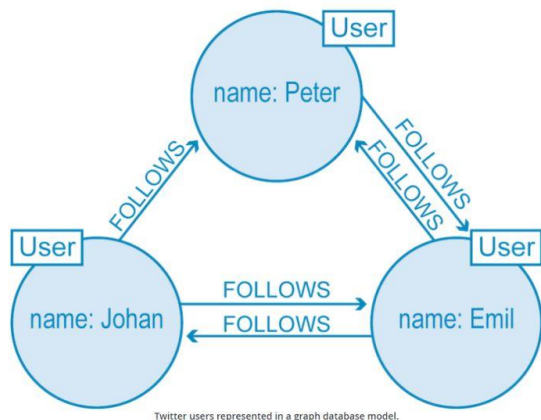 User
name: Peter
FOLLOWS
FOLLOWS
FOLLOWS
User
User
name: Johan
FOLLOWS
FOLLOWS
name: Emil
Twitter users represented in a graph database model.